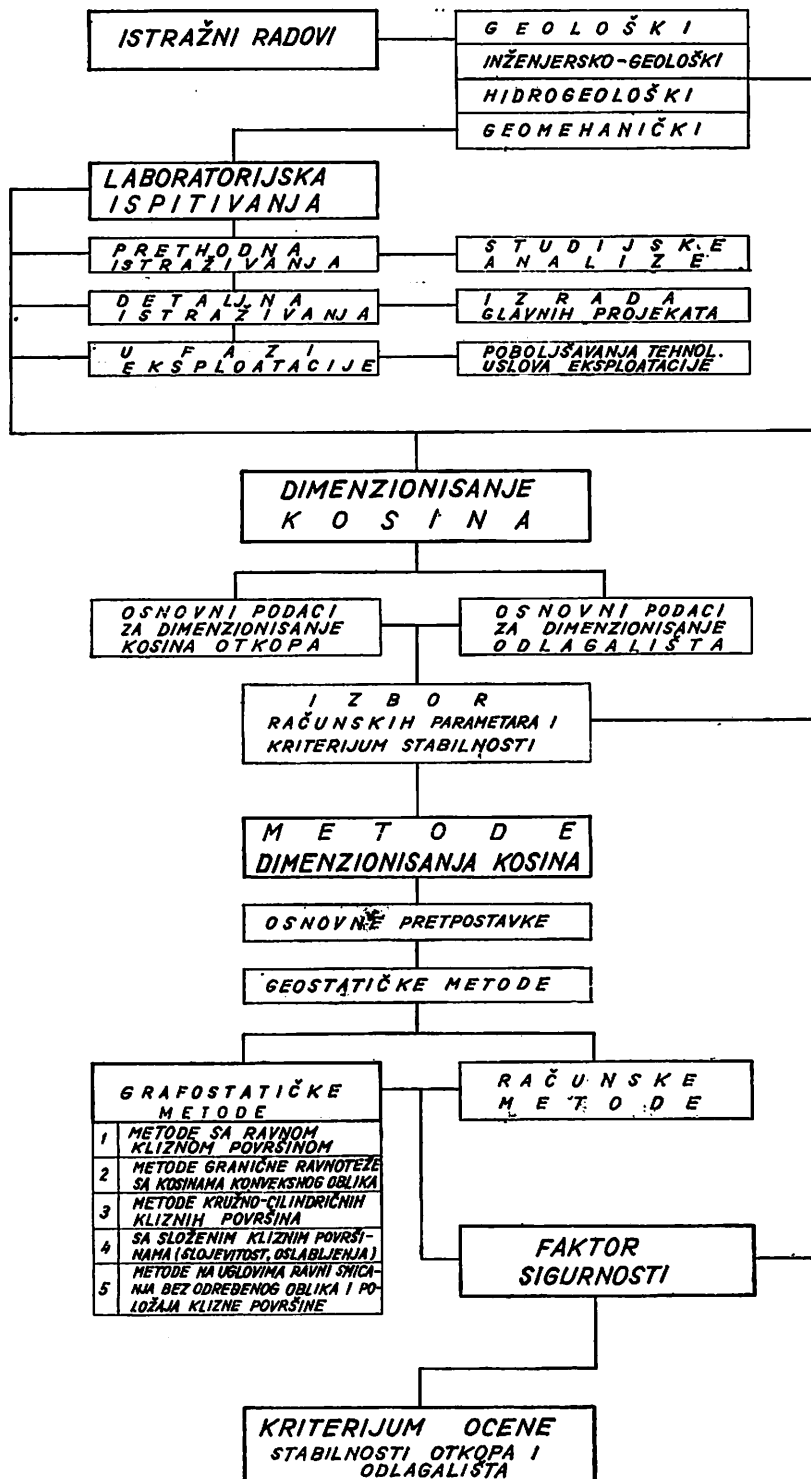 ISTRAŽNI RADOVI
GEOLOŠKI
INŽENJERSKO-GEOLOŠKI
HIDROGEOLOŠKI
GEOMEHANIČKI
LABORATORIJSKA
ISPITIVANJA
PRETHODNA
ISTRAŽIVANJA
STUDIJSKE
ANALIZE
DETALJNA
ISTRAŽIVANJA
IZRADA
GLAVNIH PROJEKATA
U FAZI
EKSPLOATACIJE
POBOLJŠAVANJA TEHNOL.
USLOVA EKSPLOATACIJE
DIMENZIONISANJE
KOSINA
OSNOVNI PODACI
ZA DIMENZIONISANJE
KOSINA OTKOPA
OSNOVNI PODACI
ZA DIMENZIONISANJE
ODLAGALIŠTA
IZBOR
RAČUNSKIH PARAMETARA I
KRITERIJUM STABILNOSTI
METODE
DIMENZIONISANJA KOSINA
OSNOVNE PRETPOSTAVKE
GEOSTATIČKE METODE
GRAFOSTATIČKE
METODE
1 METODE SA RAVNOM
KLIZNOM POVRŠINOM
2 METODE GRANIČNE RAVNOTEŽE
SA KOSINAMA KONVEKSNOG OBLIKA
3 METODE KRUŽNO-CILINDRIČNIH
KLIZNIH POVRŠINA
4 SA SLOŽENIM KLIZNIM POVRŠI-
NAMA (SLOJEVITOST, OSLABLJENJA)
5 METODE NA UGLOVIMA RAVNI SMICA-
NJA BEZ ODREĐENOG OBLIKA I PO-
LOŽAJA KLIZNE POVRŠINE
RAČUNSKE
METODE
FAKTOR
SIGURNOSTI
KRITERIJUM OCENE
STABILNOSTI OTKOPA I
ODLAGALIŠTA